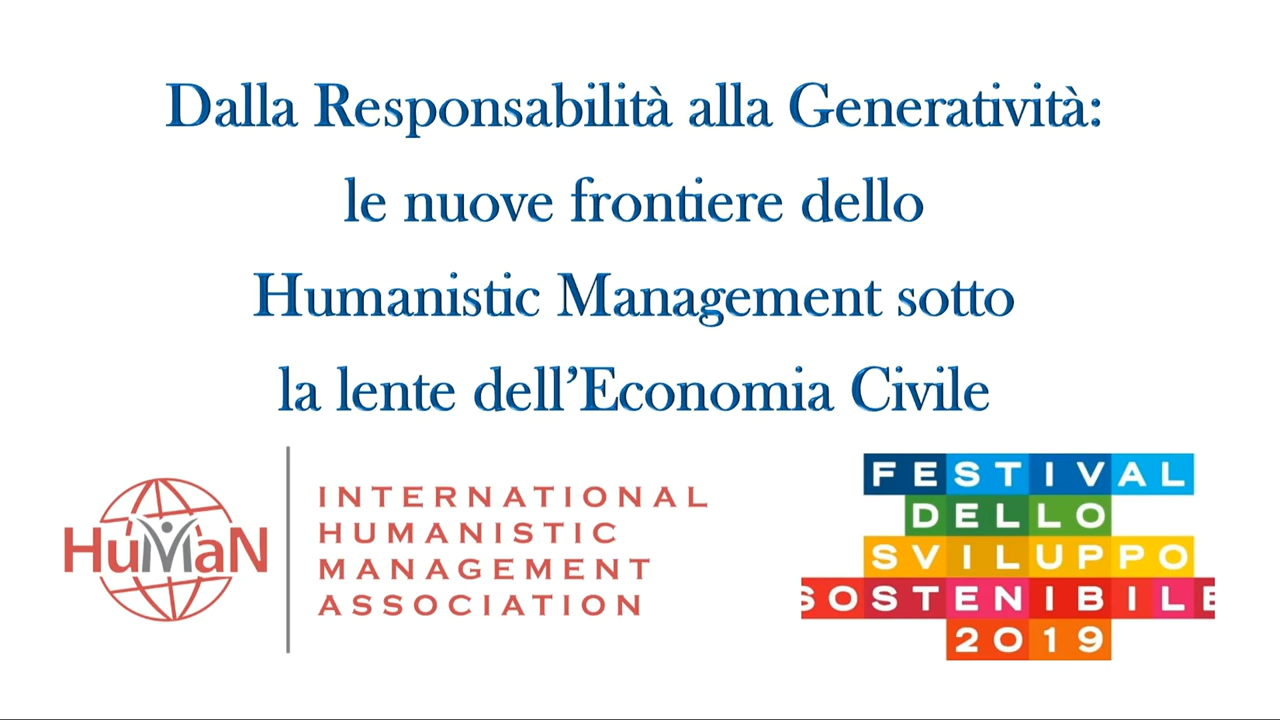 Dalla Responsabilità alla Generatività:
le nuove frontiere dello
Humanistic Management sotto
la lente dell’Economia Civile
HuMaN
INTERNATIONAL
HUMANISTIC
MANAGEMENT
ASSOCIATION
FESTIVAL
DELLO
SVILUPPO
SOSTENIBILE
2019